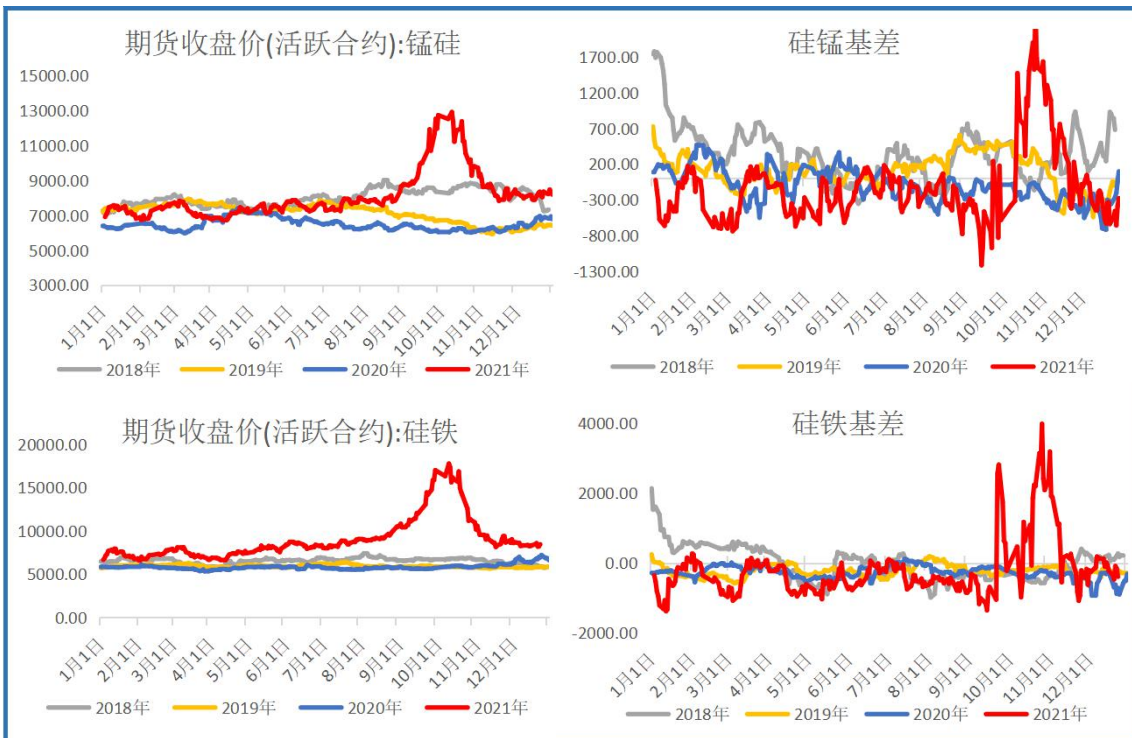 期货收盘价(活跃合约):锰硅
15000.00
13000.00
11000.00
9000.00
7000.00
5000.00
3000.00
1月1日
2月1日
3月1日
4月1日
5月1日
6月1日
7月1日
8月1日
9月1日
10月1日
11月1日
12月1日
2018年 2019年 2020年 2021年
硅锰基差
1700.00
1200.00
700.00
200.00
-300.00
-800.00
-1300.00
1月1日
2月1日
3月1日
4月1日
5月1日
6月1日
7月1日
8月1日
9月1日
10月1日
11月1日
12月1日
2018年 2019年 2020年 2021年
期货收盘价(活跃合约):硅铁
20000.00
15000.00
10000.00
5000.00
0.00
1月1日
2月1日
3月1日
4月1日
5月1日
6月1日
7月1日
8月1日
9月1日
10月1日
11月1日
12月1日
2018年 2019年 2020年 2021年
硅铁基差
4000.00
2000.00
0.00
-2000.00
1月1日
2月1日
3月1日
4月1日
5月1日
6月1日
7月1日
8月1日
9月1日
10月1日
11月1日
12月1日
2018年 2019年 2020年 2021年